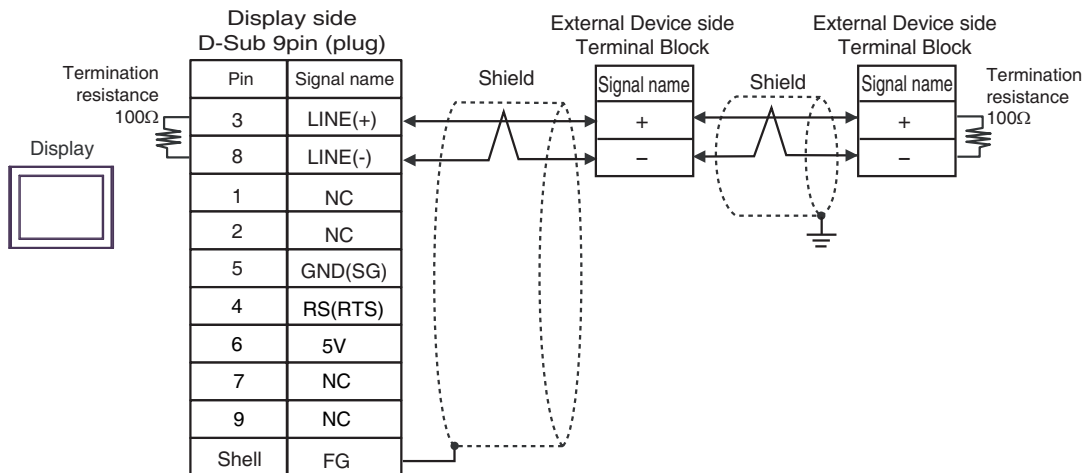 Display side
D-Sub 9pin (plug)
External Device side
Terminal Block
External Device side
Terminal Block
Termination
resistance
100Ω
Display
Pin Signal name
3 LINE(+)
8 LINE(-)
1 NC
2 NC
5 GND(SG)
4 RS(RTS)
6 5V
7 NC
9 NC
Shell FG
Shield
Signal name
+
−
Shield
Signal name
+
−
Termination
resistance
100Ω